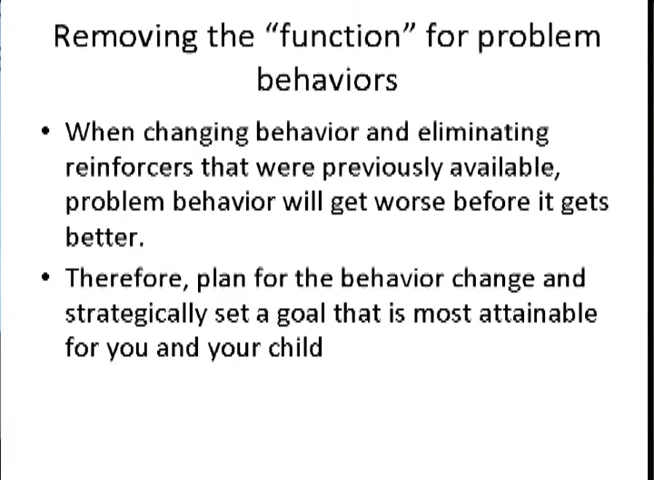 Removing the “function” for problem
behaviors
• When changing behavior and eliminating
reinforcers that were previously available,
problem behavior will get worse before it gets
better.
• Therefore, plan for the behavior change and
strategically set a goal that is most attainable
for you and your child